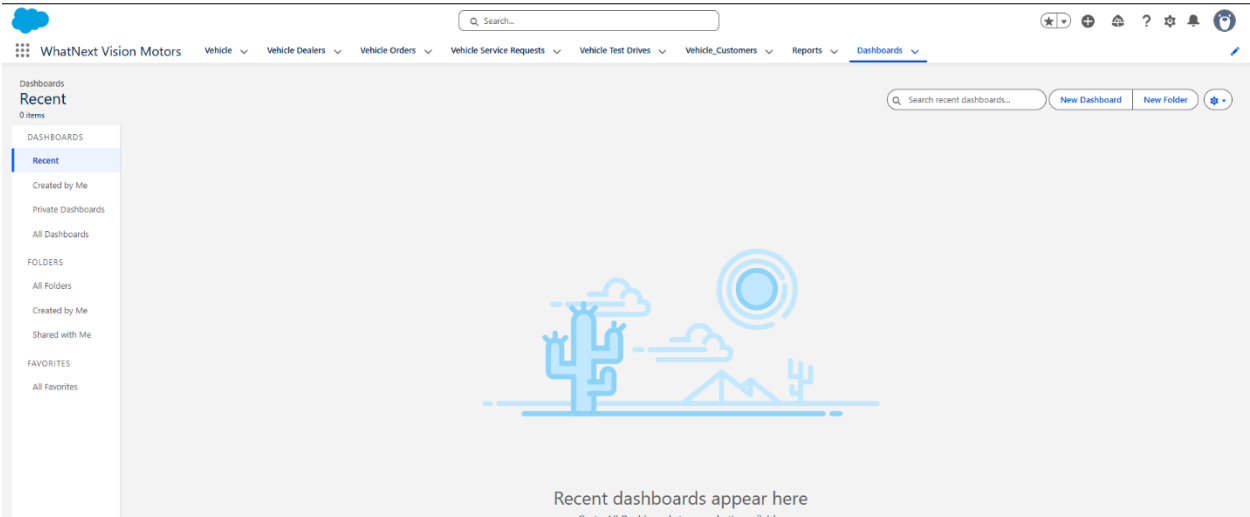 Search...
WhatNext Vision Motors Vehicle Vehicle Dealers Vehicle Orders Vehicle Service Requests Vehicle Test Drives Vehicle_Customers Reports Dashboards
Dashboards
Recent
0 items
Search recent dashboards... New Dashboard New Folder
DASHBOARDS
Recent
Created by Me
Private Dashboards
All Dashboards
FOLDERS
All Folders
Created by Me
Shared with Me
FAVORITES
All Favorites
Recent dashboards appear here